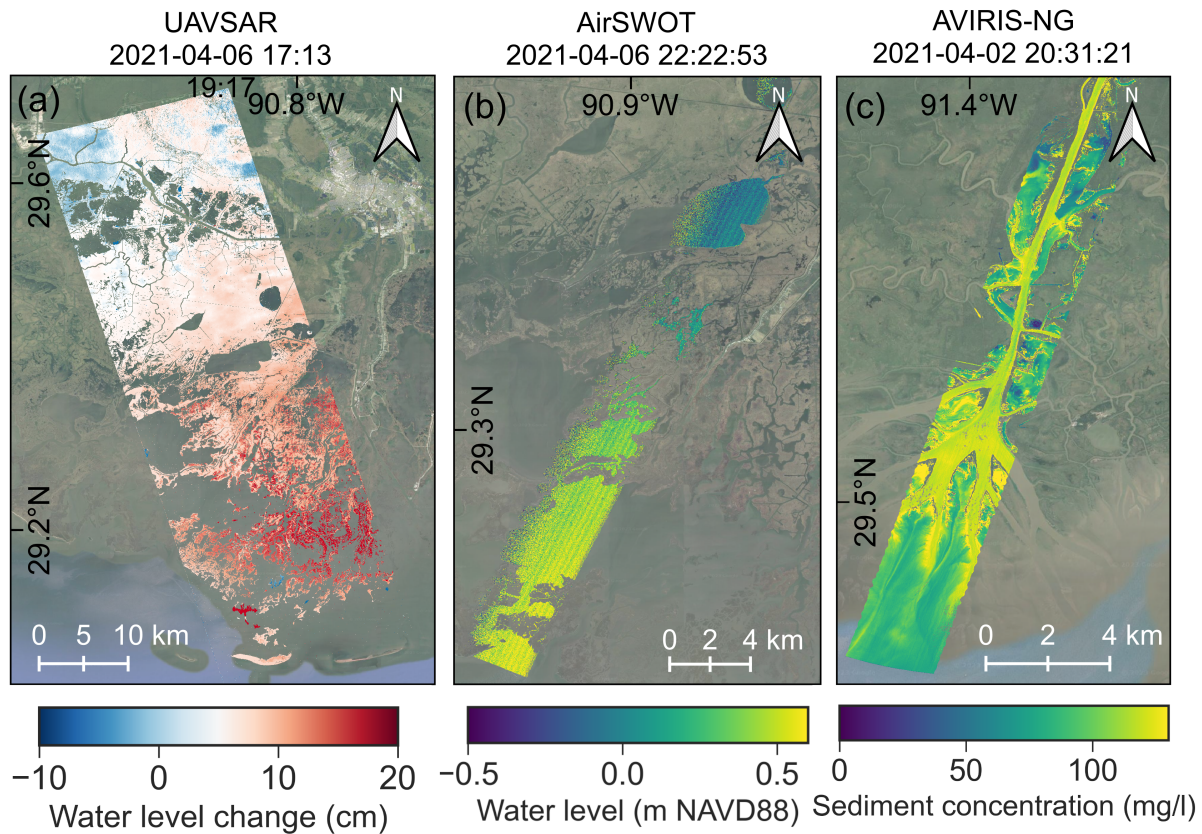 UAVSAR
2021-04-06 17:13
19:17
(a)
90.8°W
N
29.6°N
29.2°N
0 5 10 km
−10 0 10 20
Water level change (cm)
AirSWOT
2021-04-06 22:22:53
(b)
90.9°W
N
29.3°N
0 2 4 km
−0.5 0.0 0.5
Water level (m NAVD88)
AVIRIS-NG
2021-04-02 20:31:21
(c)
91.4°W
N
29.5°N
0 2 4 km
0 50 100
Sediment concentration (mg/l)